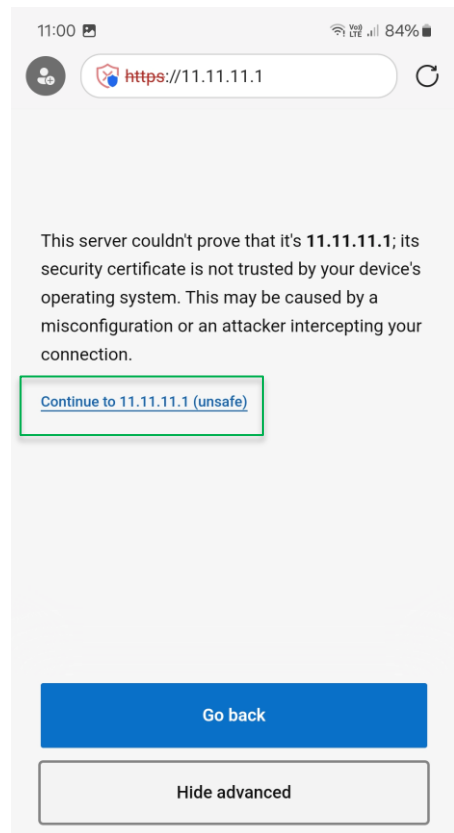 11:00 84%
https://11.11.11.1
This server couldn't prove that it's 11.11.11.1; its
security certificate is not trusted by your device's
operating system. This may be caused by a
misconfiguration or an attacker intercepting your
connection.
Continue to 11.11.11.1 (unsafe)
Go back
Hide advanced